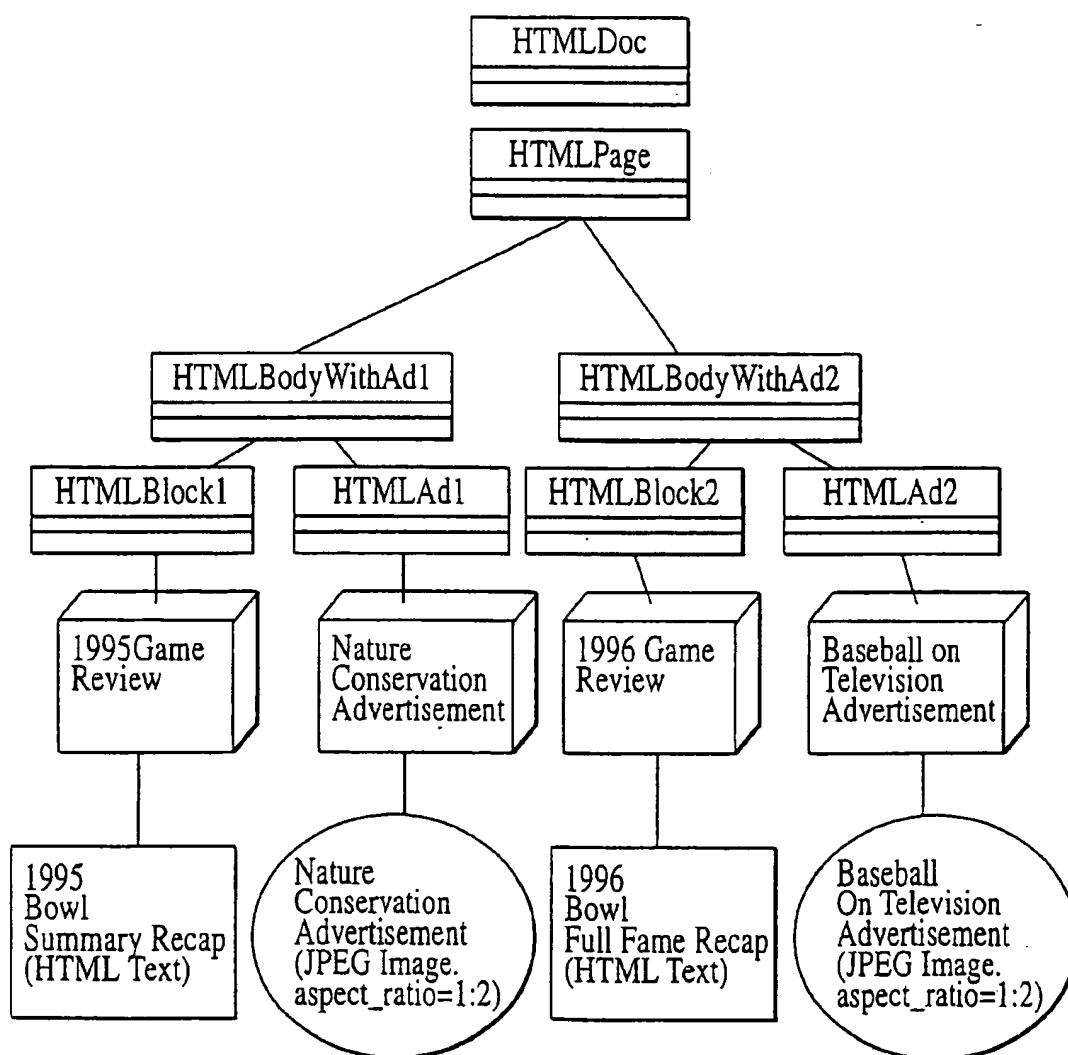 HTMLDoc
HTMLPage
HTMLBodyWithAd1
HTMLBodyWithAd2
HTMLBlock1
HTMLAd1
HTMLBlock2
HTMLAd2
1995Game
Review
Nature
Conservation
Advertisement
1996 Game
Review
Baseball on
Television
Advertisement
1995
Bowl
Summary Recap
(HTML Text)
Nature
Conservation
Advertisement
(JPEG Image.
aspect_ratio=1:2)
1996
Bowl
Full Fame Recap
(HTML Text)
Baseball
On Television
Advertisement
(JPEG Image.
aspect_ratio=1:2)